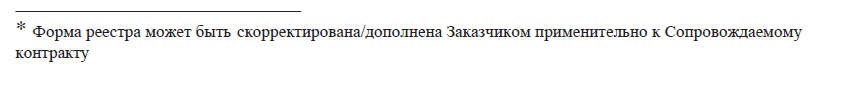 * Форма реестра может быть скорректирована/дополнена Заказчиком применительно к Сопровождаемому
контракту